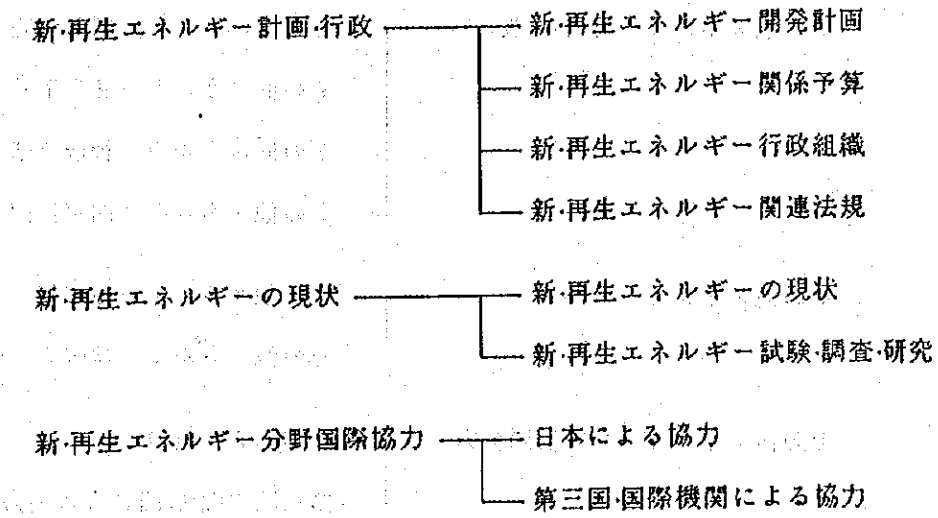 新・再生エネルギー計画・行政 新・再生エネルギー開発計画
新・再生エネルギー関係予算
新・再生エネルギー行政組織
新・再生エネルギー関連法規
新・再生エネルギーの現状 新・再生エネルギーの現状
新・再生エネルギー試験・調査・研究
新・再生エネルギー分野国際協力 日本による協力
第三国・国際機関による協力